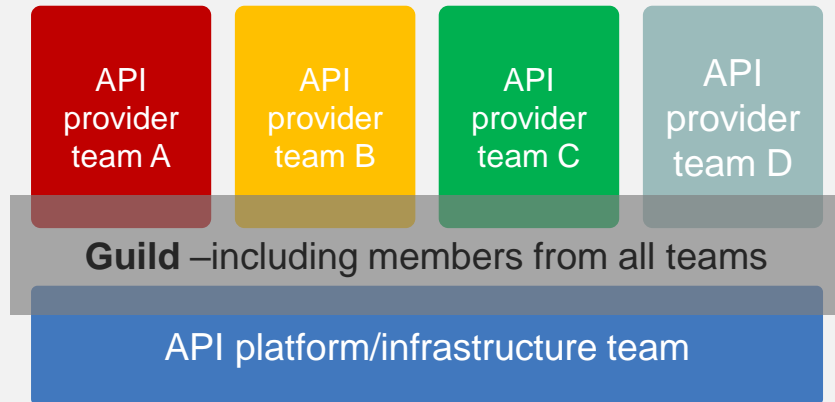 API
provider
team A
API
provider
team B
API
provider
team C
API
provider
team D
Guild –including members from all teams
API platform/infrastructure team